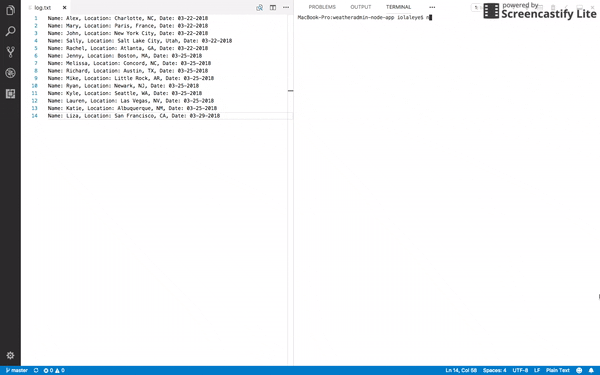 log.txt
PROBLEMS OUTPUT TERMINAL
powered by
Screencastify Lite
1 Name: Alex, Location: Charlotte, NC, Date: 03-22-2018
2 Name: Mary, Location: Paris, France, Date: 03-22-2018
3 Name: John, Location: New York City, Date: 03-22-2018
4 Name: Sally, Location: Salt Lake City, Utah, Date: 03-22-2018
5 Name: Rachel, Location: Atlanta, GA, Date: 03-22-2018
6 Name: Jenny, Location: Boston, MA, Date: 03-25-2018
7 Name: Melissa, Location: Concord, NC, Date: 03-25-2018
8 Name: Richard, Location: Austin, TX, Date: 03-25-2018
9 Name: Mike, Location: Little Rock, AR, Date: 03-25-2018
10 Name: Ryan, Location: Newark, NJ, Date: 03-25-2018
11 Name: Kyle, Location: Seattle, WA, Date: 03-25-2018
12 Name: Lauren, Location: Las Vegas, NV, Date: 03-25-2018
13 Name: Katie, Location: Albuquerque, NM, Date: 03-25-2018
14 Name: Liza, Location: San Francisco, CA, Date: 03-29-2018
MacBook-Pro:weatheradmin-node-app iolaleye$ n
master 0 0 Ln 14, Col 58 Spaces: 4 UTF-8 LF Plain Text